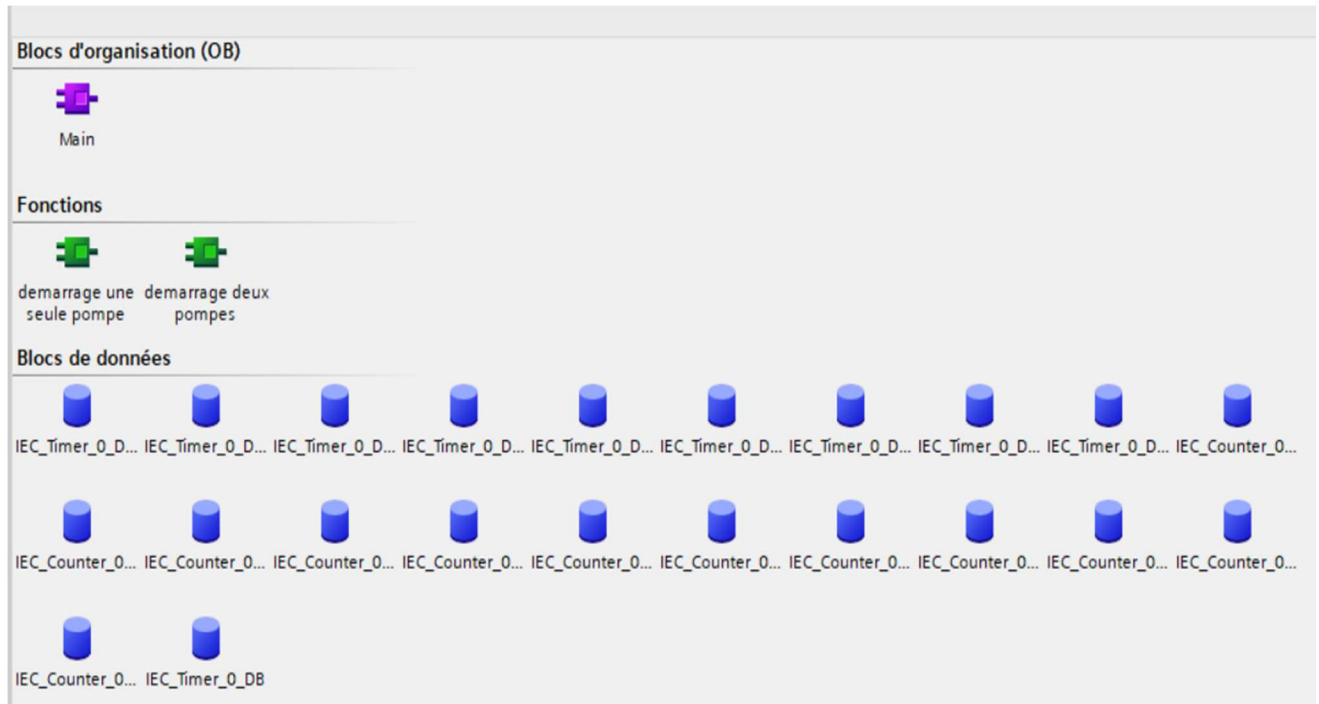 Blocs d'organisation (OB)
Main
Fonctions
demarrage une seule pompe
demarrage deux pompes
Blocs de données
IEC_Timer_0_D... IEC_Timer_0_D... IEC_Timer_0_D... IEC_Timer_0_D... IEC_Timer_0_D... IEC_Timer_0_D... IEC_Timer_0_D... IEC_Timer_0_D... IEC_Timer_0_D... IEC_Counter_0...
IEC_Counter_0... IEC_Counter_0... IEC_Counter_0... IEC_Counter_0... IEC_Counter_0... IEC_Counter_0... IEC_Counter_0... IEC_Counter_0... IEC_Counter_0... IEC_Counter_0...
IEC_Counter_0... IEC_Timer_0_DB